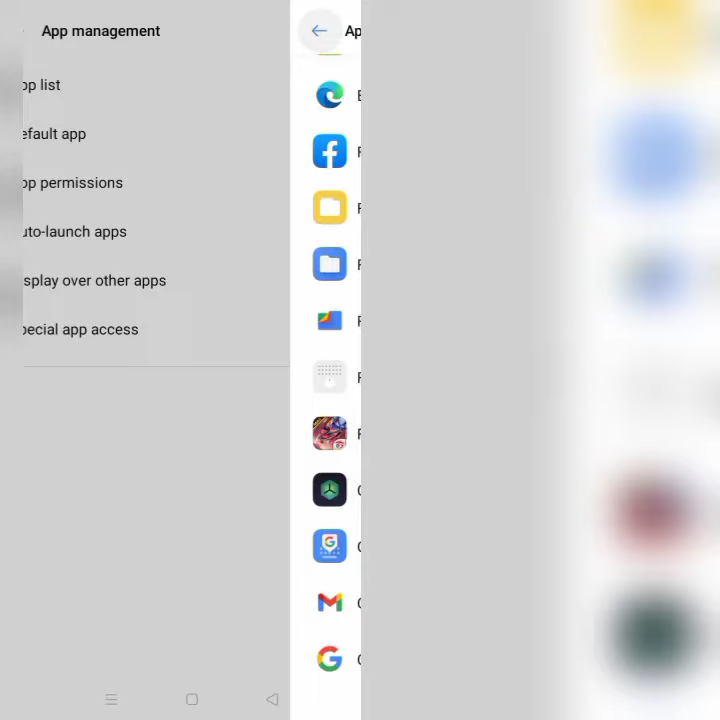 App management
Ap
pp list
efault app
pp permissions
uto-launch apps
splay over other apps
pecial app access